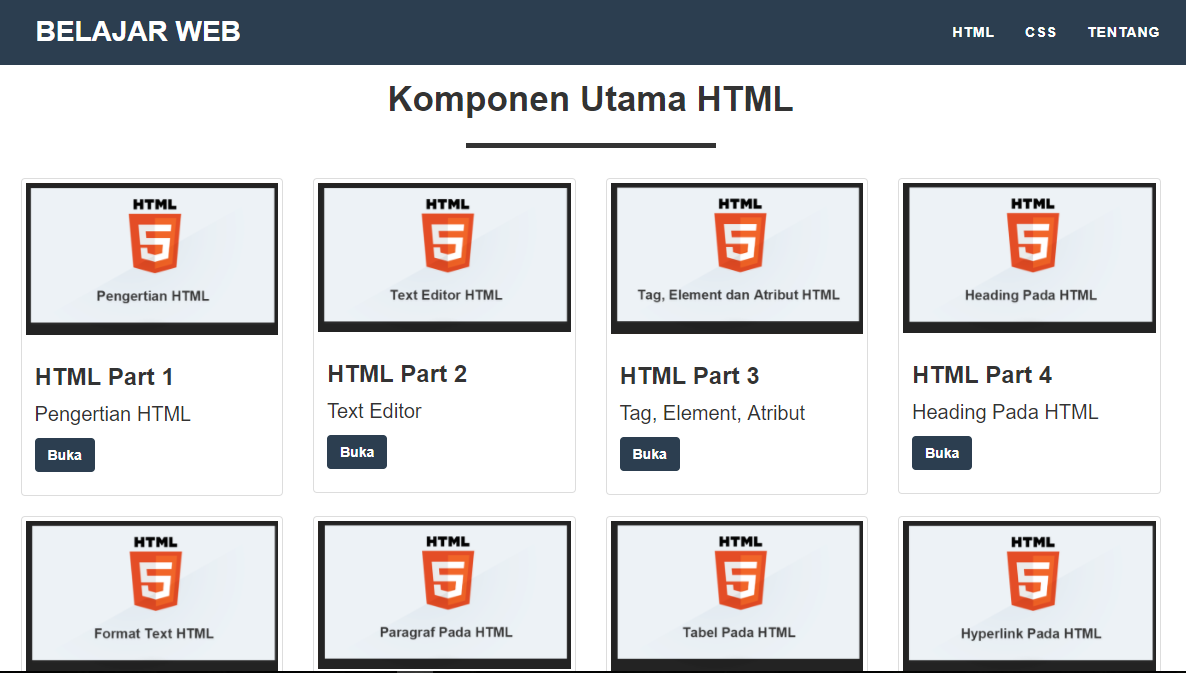 BELAJAR WEB
HTML CSS TENTANG
Komponen Utama HTML
HTML
5
Pengertian HTML
HTML Part 1
Pengertian HTML
Buka
HTML
5
Text Editor HTML
HTML Part 2
Text Editor
Buka
HTML
5
Tag, Element dan Atribut HTML
HTML Part 3
Tag, Element, Atribut
Buka
HTML
5
Heading Pada HTML
HTML Part 4
Heading Pada HTML
Buka
HTML
5
Format Text HTML
HTML
5
Paragraf Pada HTML
HTML
5
Tabel Pada HTML
HTML
5
Hyperlink Pada HTML